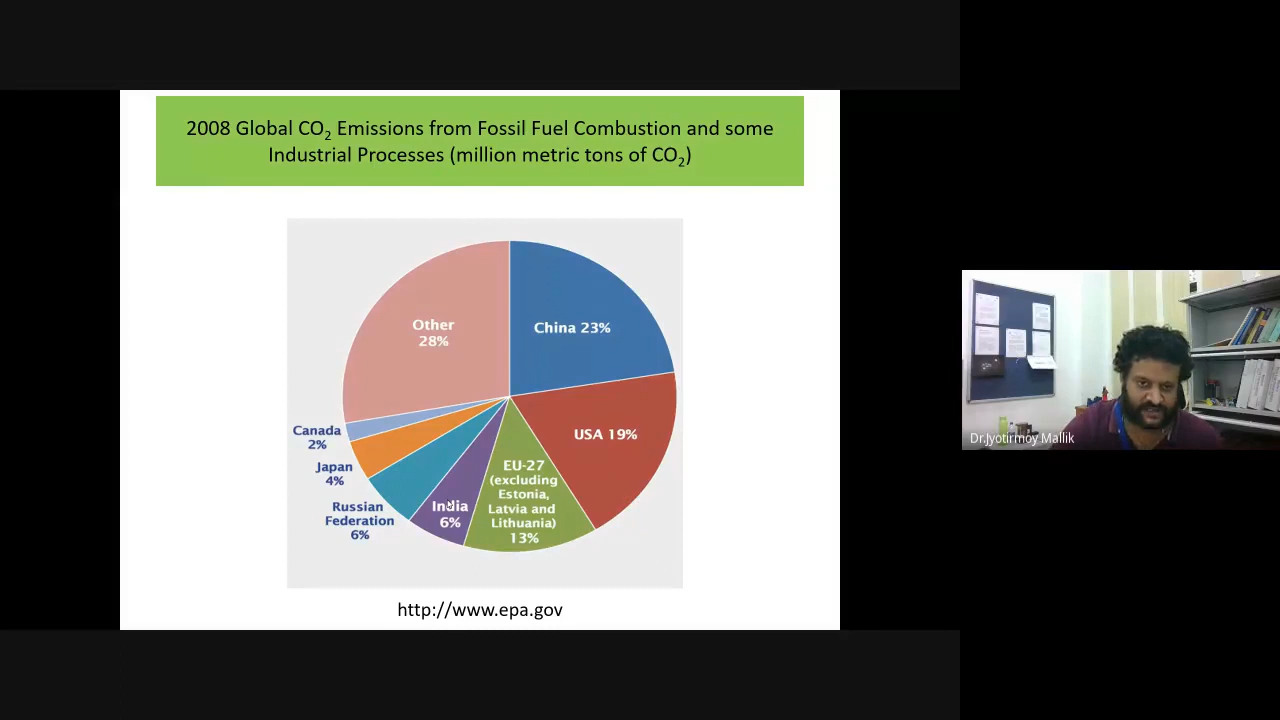 2008 Global CO₂ Emissions from Fossil Fuel Combustion and some
Industrial Processes (million metric tons of CO₂)
Other
28%
China 23%
USA 19%
EU-27
(excluding
Estonia,
Latvia and
Lithuania)
13%
India
6%
Russian
Federation
6%
Japan
4%
Canada
2%
http://www.epa.gov
Dr.Jyotirmoy Mallik